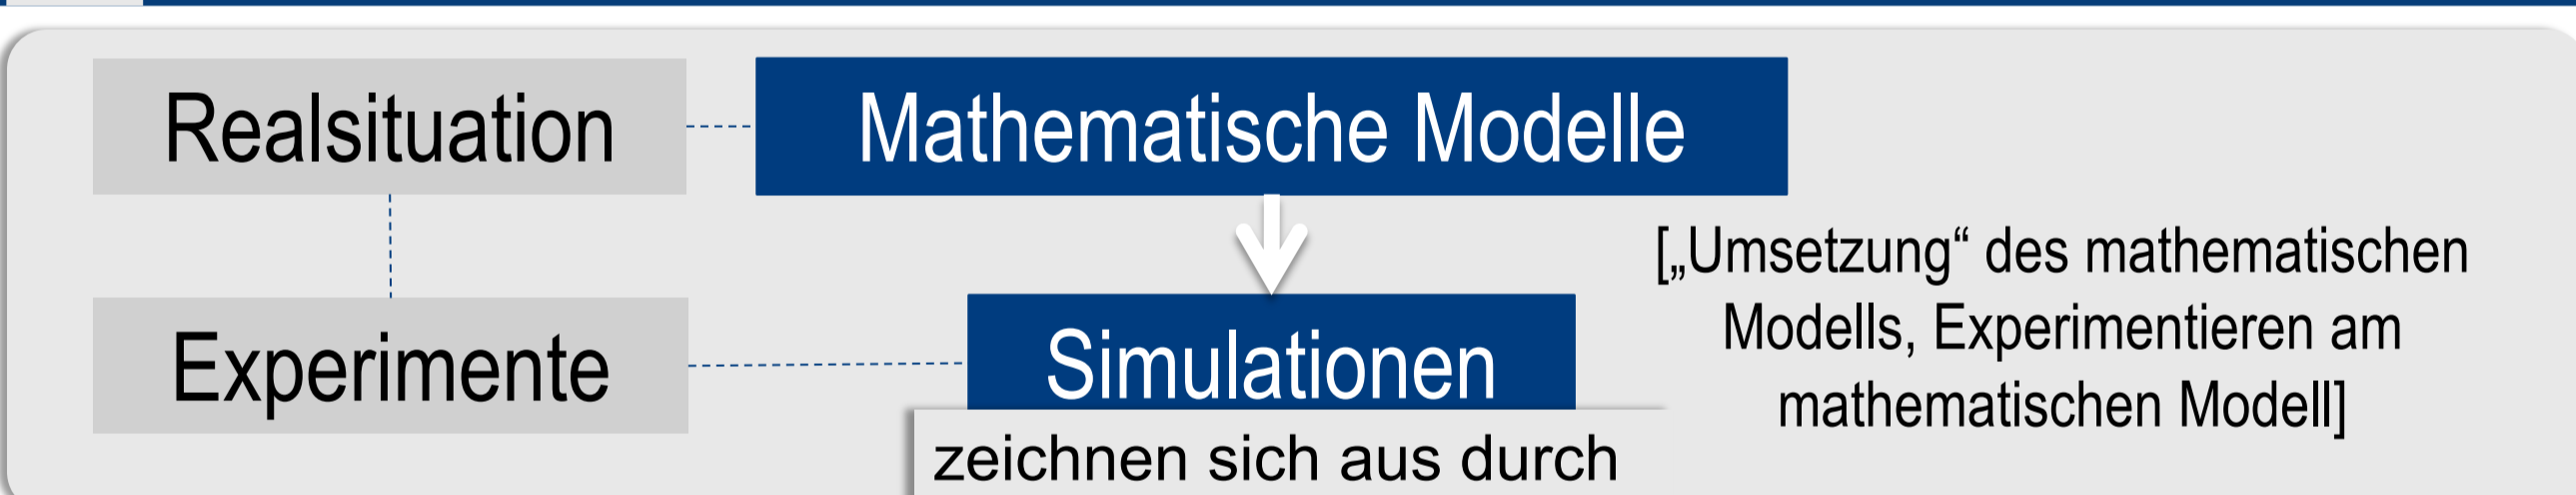 Realsituation
Mathematische Modelle
[„Umsetzung“ des mathematischen
Modells, Experimentieren am
mathematischen Modell]
Experimente
Simulationen
zeichnen sich aus durch